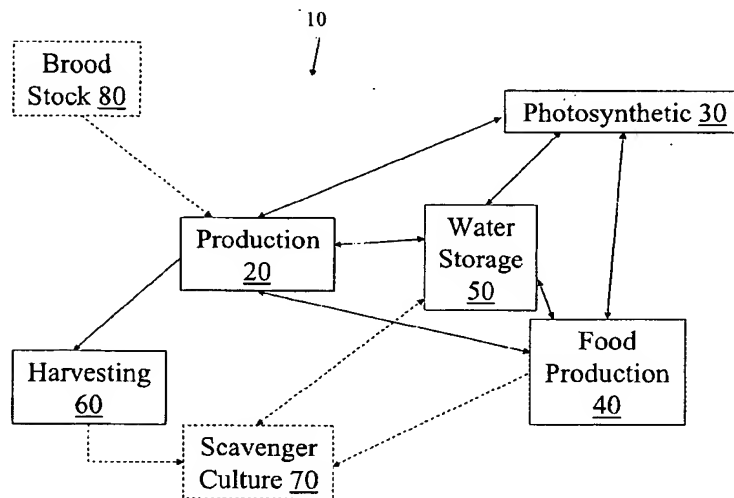 10
Brood
Stock 80
Photosynthetic 30
Production
20
Water
Storage
50
Food
Production
40
Harvesting
60
Scavenger
Culture 70